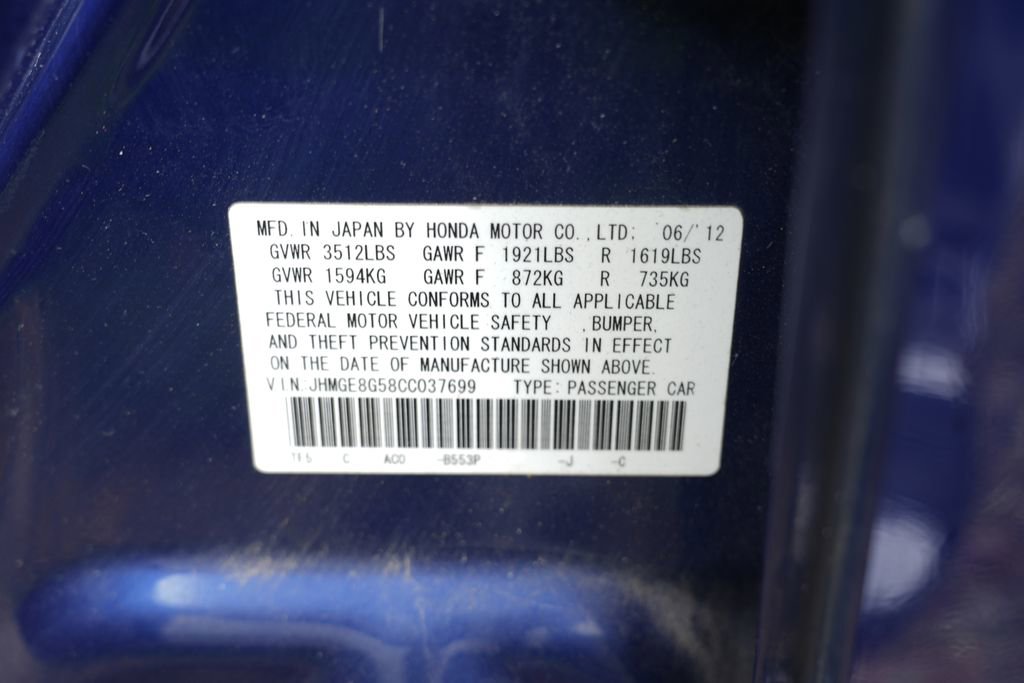 MFD. IN JAPAN BY HONDA MOTOR CO., LTD: 06/'12
GVWR 3512LBS GAWR F 1921LBS R 1619LBS
GVWR 1594KG GAWR F 872KG R 735KG
THIS VEHICLE CONFORMS TO ALL APPLICABLE
FEDERAL MOTOR VEHICLE SAFETY , BUMPER,
AND THEFT PREVENTION STANDARDS IN EFFECT
ON THE DATE OF MANUFACTURE SHOWN ABOVE.
VIN:JHMGE8G58CC037699 TYPE: PASSENGER CAR
TF5 C AC0 -B553P -J -C